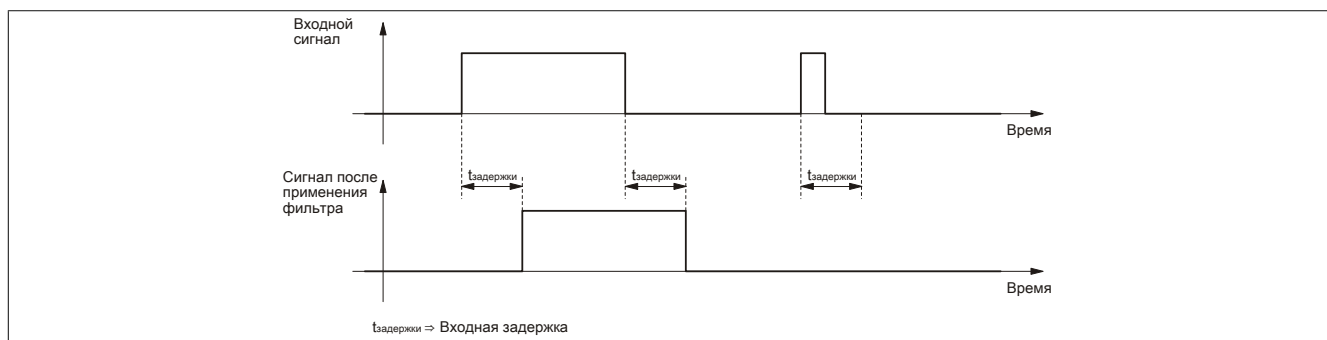 Входной
сигнал
Время
Сигнал после
применения
фильтра
tзадержки
tзадержки
tзадержки
Время
tзадержки ⇒ Входная задержка